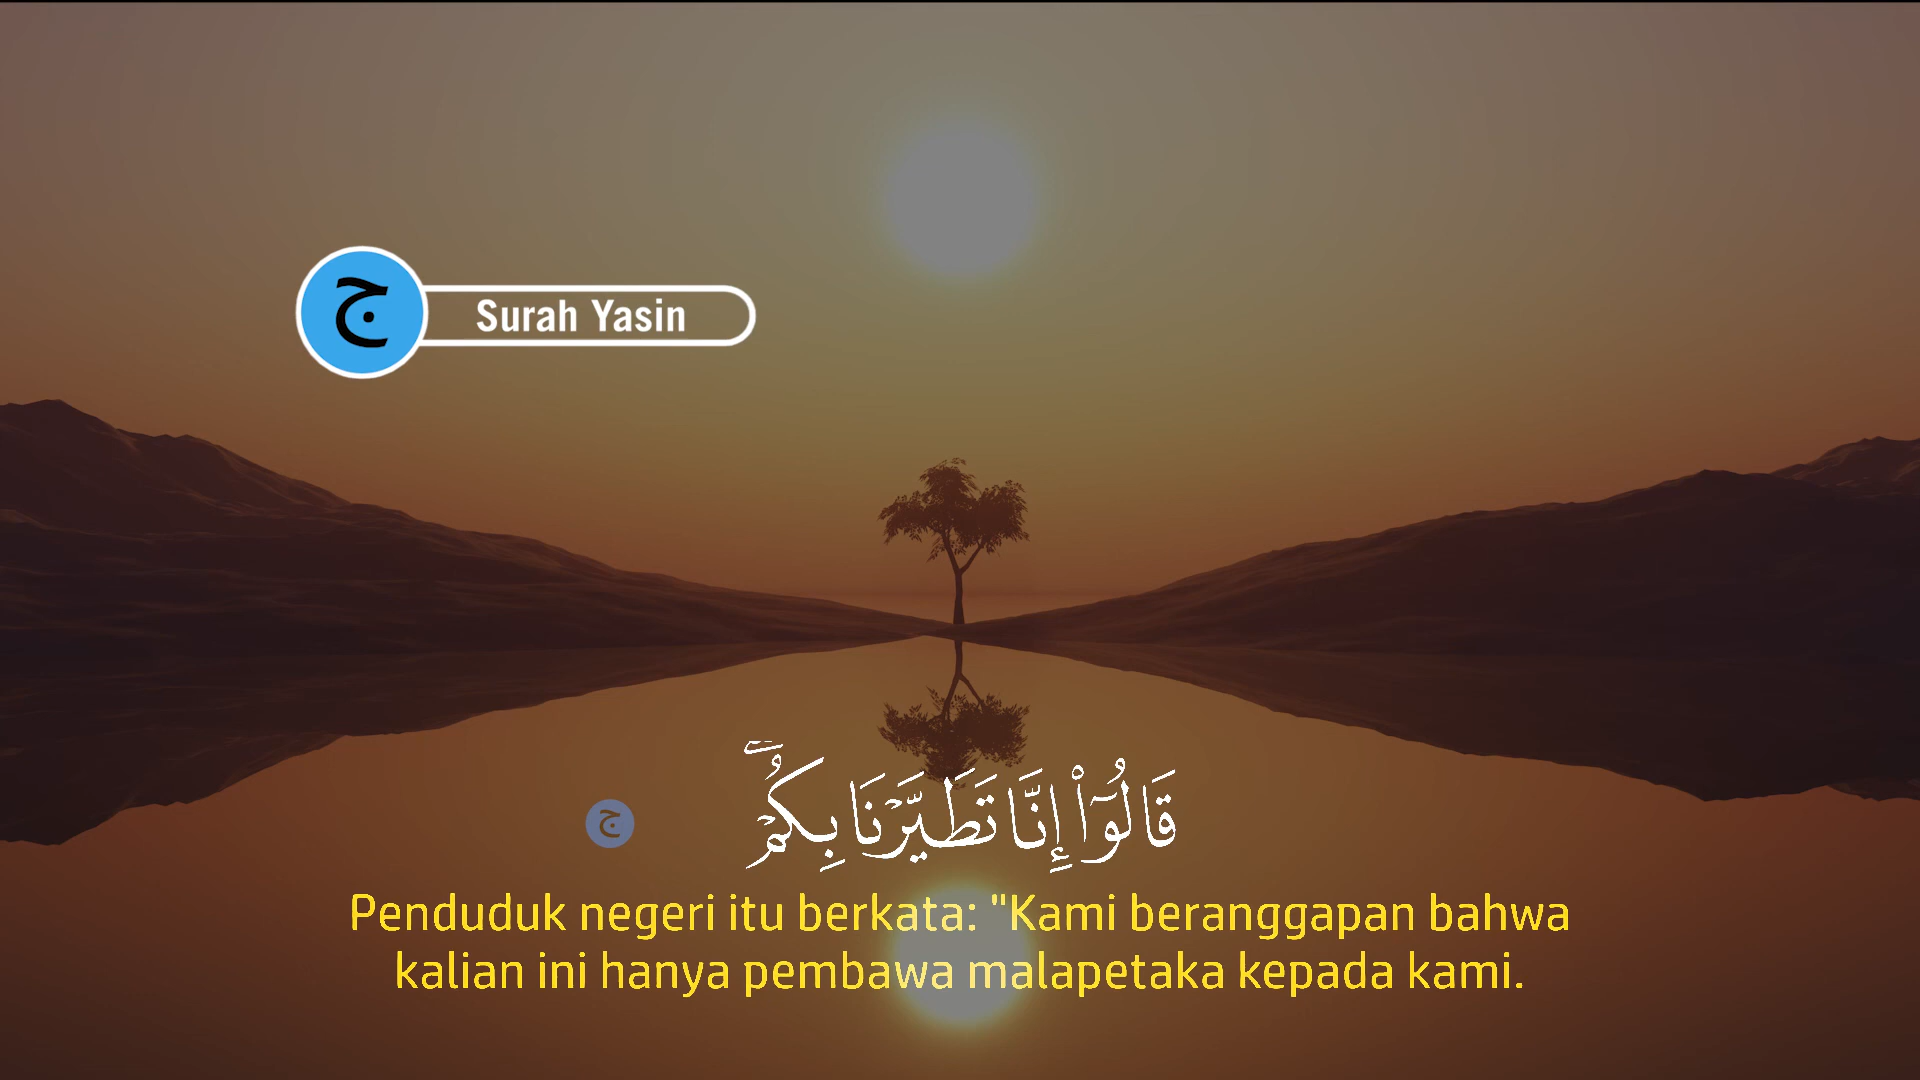 ج
Surah Yasin
قَالُوٓا۟ إِنَّا تَطَيَّرْنَا بِكُمْ ۖ
ج
Penduduk negeri itu berkata: "Kami beranggapan bahwa
kalian ini hanya pembawa malapetaka kepada kami.